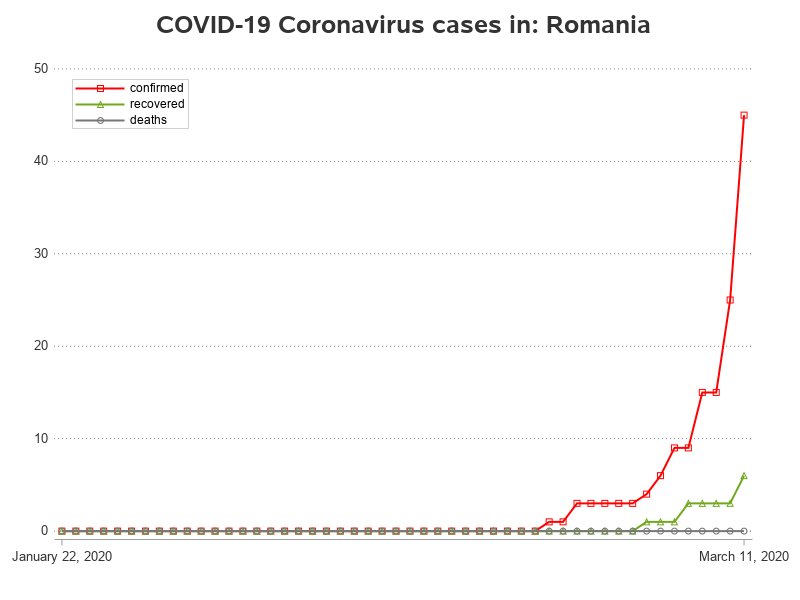 COVID-19 Coronavirus cases in: Romania
50
confirmed
recovered
deaths
40
30
20
10
0
January 22, 2020
March 11, 2020